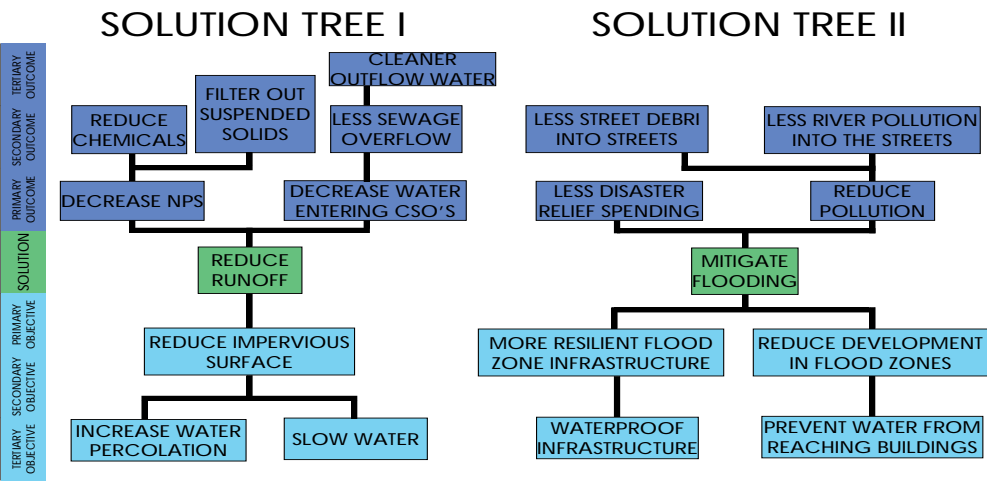 SOLUTION TREE I
SOLUTION TREE II
TERTIARY
OUTCOME
SECONDARY
OUTCOME
PRIMARY
OUTCOME
SOLUTION
PRIMARY
OBJECTIVE
SECONDARY
OBJECTIVE
TERTIARY
OBJECTIVE
CLEANER
OUTFLOW WATER
FILTER OUT
SUSPENDED
SOLIDS
REDUCE
CHEMICALS
LESS SEWAGE
OVERFLOW
DECREASE NPS
DECREASE WATER
ENTERING CSO'S
REDUCE
RUNOFF
REDUCE IMPERVIOUS
SURFACE
INCREASE WATER
PERCOLATION
SLOW WATER
LESS STREET DEBRI
INTO STREETS
LESS RIVER POLLUTION
INTO THE STREETS
LESS DISASTER
RELIEF SPENDING
REDUCE
POLLUTION
MITIGATE
FLOODING
MORE RESILIENT FLOOD
ZONE INFRASTRUCTURE
REDUCE DEVELOPMENT
IN FLOOD ZONES
WATERPROOF
INFRASTRUCTURE
PREVENT WATER FROM
REACHING BUILDINGS